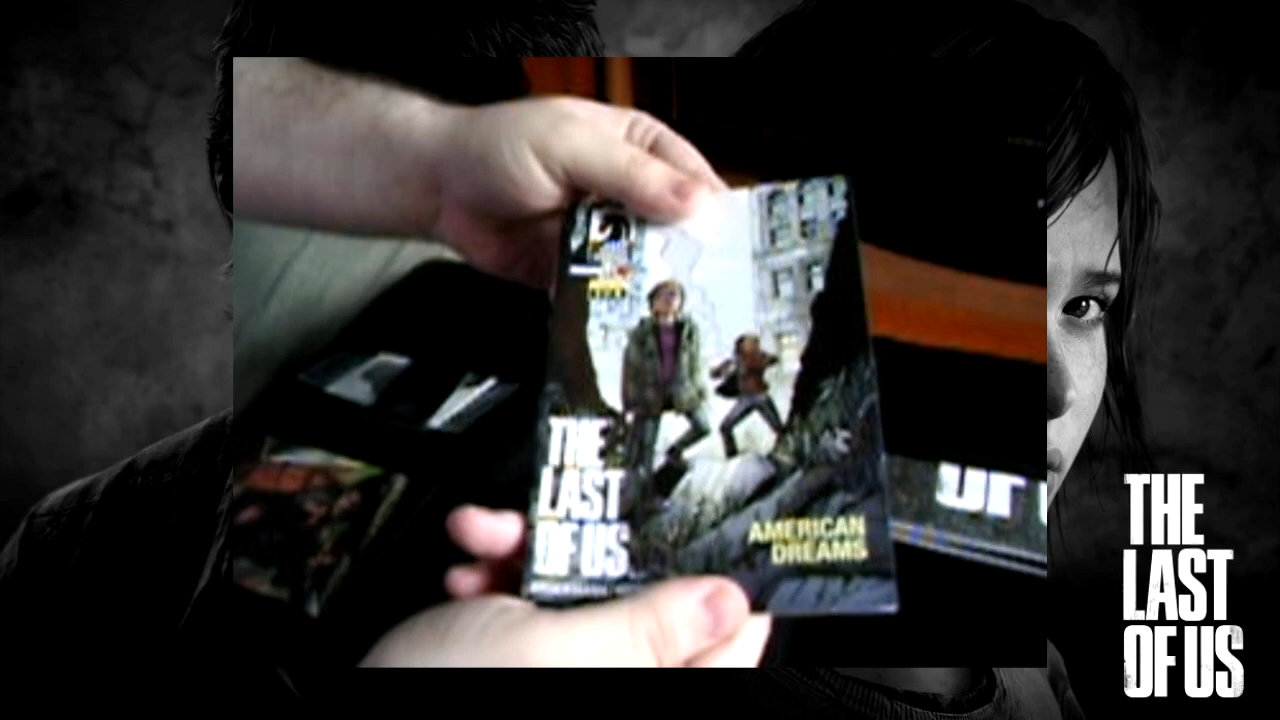 THE
LAST
OF US
AMERICAN
DREAMS
THE
LAST
OF US